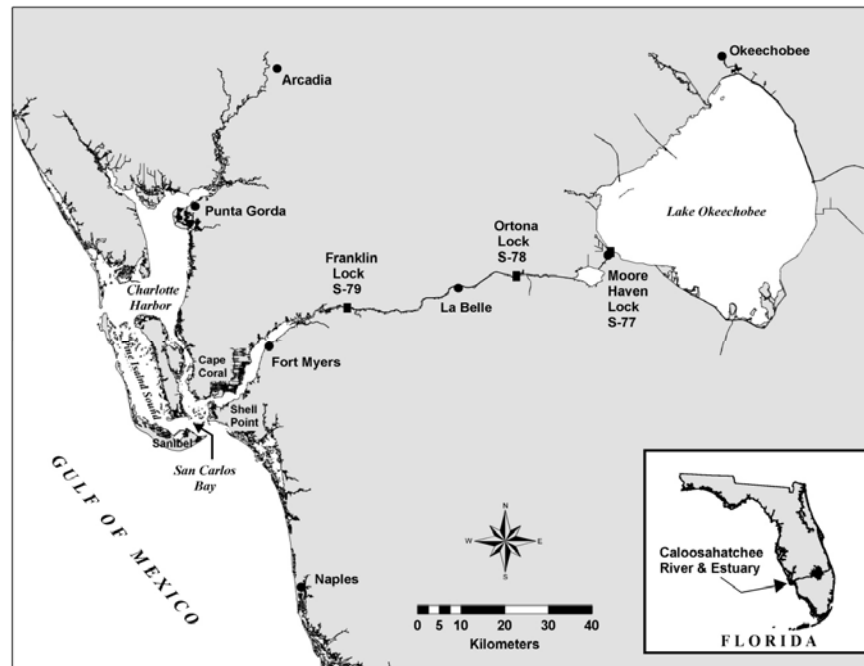 Okeechobee
Arcadia
Punta Gorda
Lake Okeechobee
Franklin
Lock
S-79
Ortona
Lock
S-78
Charlotte
Harbor
La Belle
Moore
Haven
Lock
S-77
Cape
Coral
Fort Myers
Pine Isalnd Sound
Shell
Point
Sanibel
San Carlos
Bay
GULF OF MEXICO
N
W
E
S
Naples
0 5 10 20 30 40
Kilometers
Caloosahatchee
River & Estuary
FLORIDA